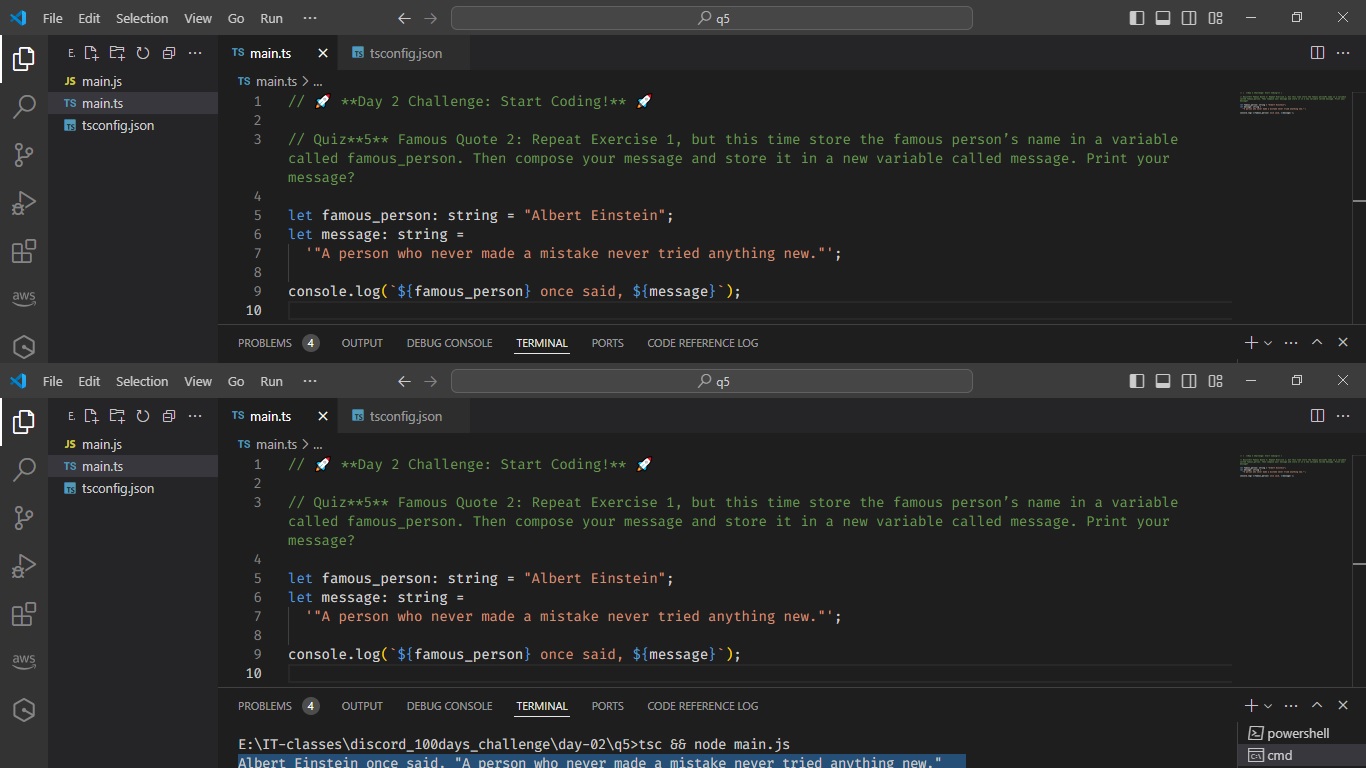 File Edit Selection View Go Run ··· q5
E. main.ts tsconfig.json
JS main.js
TS main.ts
tsconfig.json
TS main.ts > ...
1 // 🚀 **Day 2 Challenge: Start Coding!** 🚀
2
3 // Quiz**5** Famous Quote 2: Repeat Exercise 1, but this time store the famous person’s name in a variable
called famous_person. Then compose your message and store it in a new variable called message. Print your
message?
4
5 let famous_person: string = "Albert Einstein";
6 let message: string =
7 '"A person who never made a mistake never tried anything new."';
8
9 console.log(`${famous_person} once said, ${message}`);
10
aws
PROBLEMS 4 OUTPUT DEBUG CONSOLE TERMINAL PORTS CODE REFERENCE LOG
File Edit Selection View Go Run ··· q5
E. TS main.ts tsconfig.json
JS main.js
TS main.ts
tsconfig.json
TS main.ts > ...
1 // 🚀 **Day 2 Challenge: Start Coding!** 🚀
2
3 // Quiz**5** Famous Quote 2: Repeat Exercise 1, but this time store the famous person’s name in a variable
called famous_person. Then compose your message and store it in a new variable called message. Print your
message?
4
5 let famous_person: string = "Albert Einstein";
6 let message: string =
7 '"A person who never made a mistake never tried anything new."';
8
9 console.log(`${famous_person} once said, ${message}`);
10
aws
PROBLEMS 4 OUTPUT DEBUG CONSOLE TERMINAL PORTS CODE REFERENCE LOG
E:\IT-classes\discord_100days_challenge\day-02\q5>tsc && node main.js
Albert Einstein once said, "A person who never made a mistake never tried anything new."
powershell
cmd